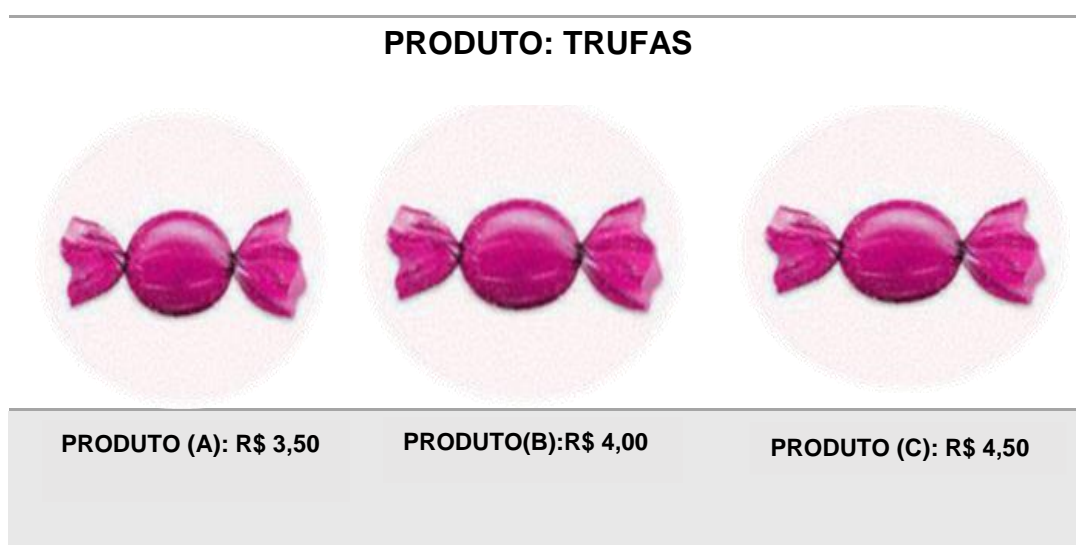 PRODUTO: TRUFAS
PRODUTO (A): R$ 3,50
PRODUTO(B):R$ 4,00
PRODUTO (C): R$ 4,50